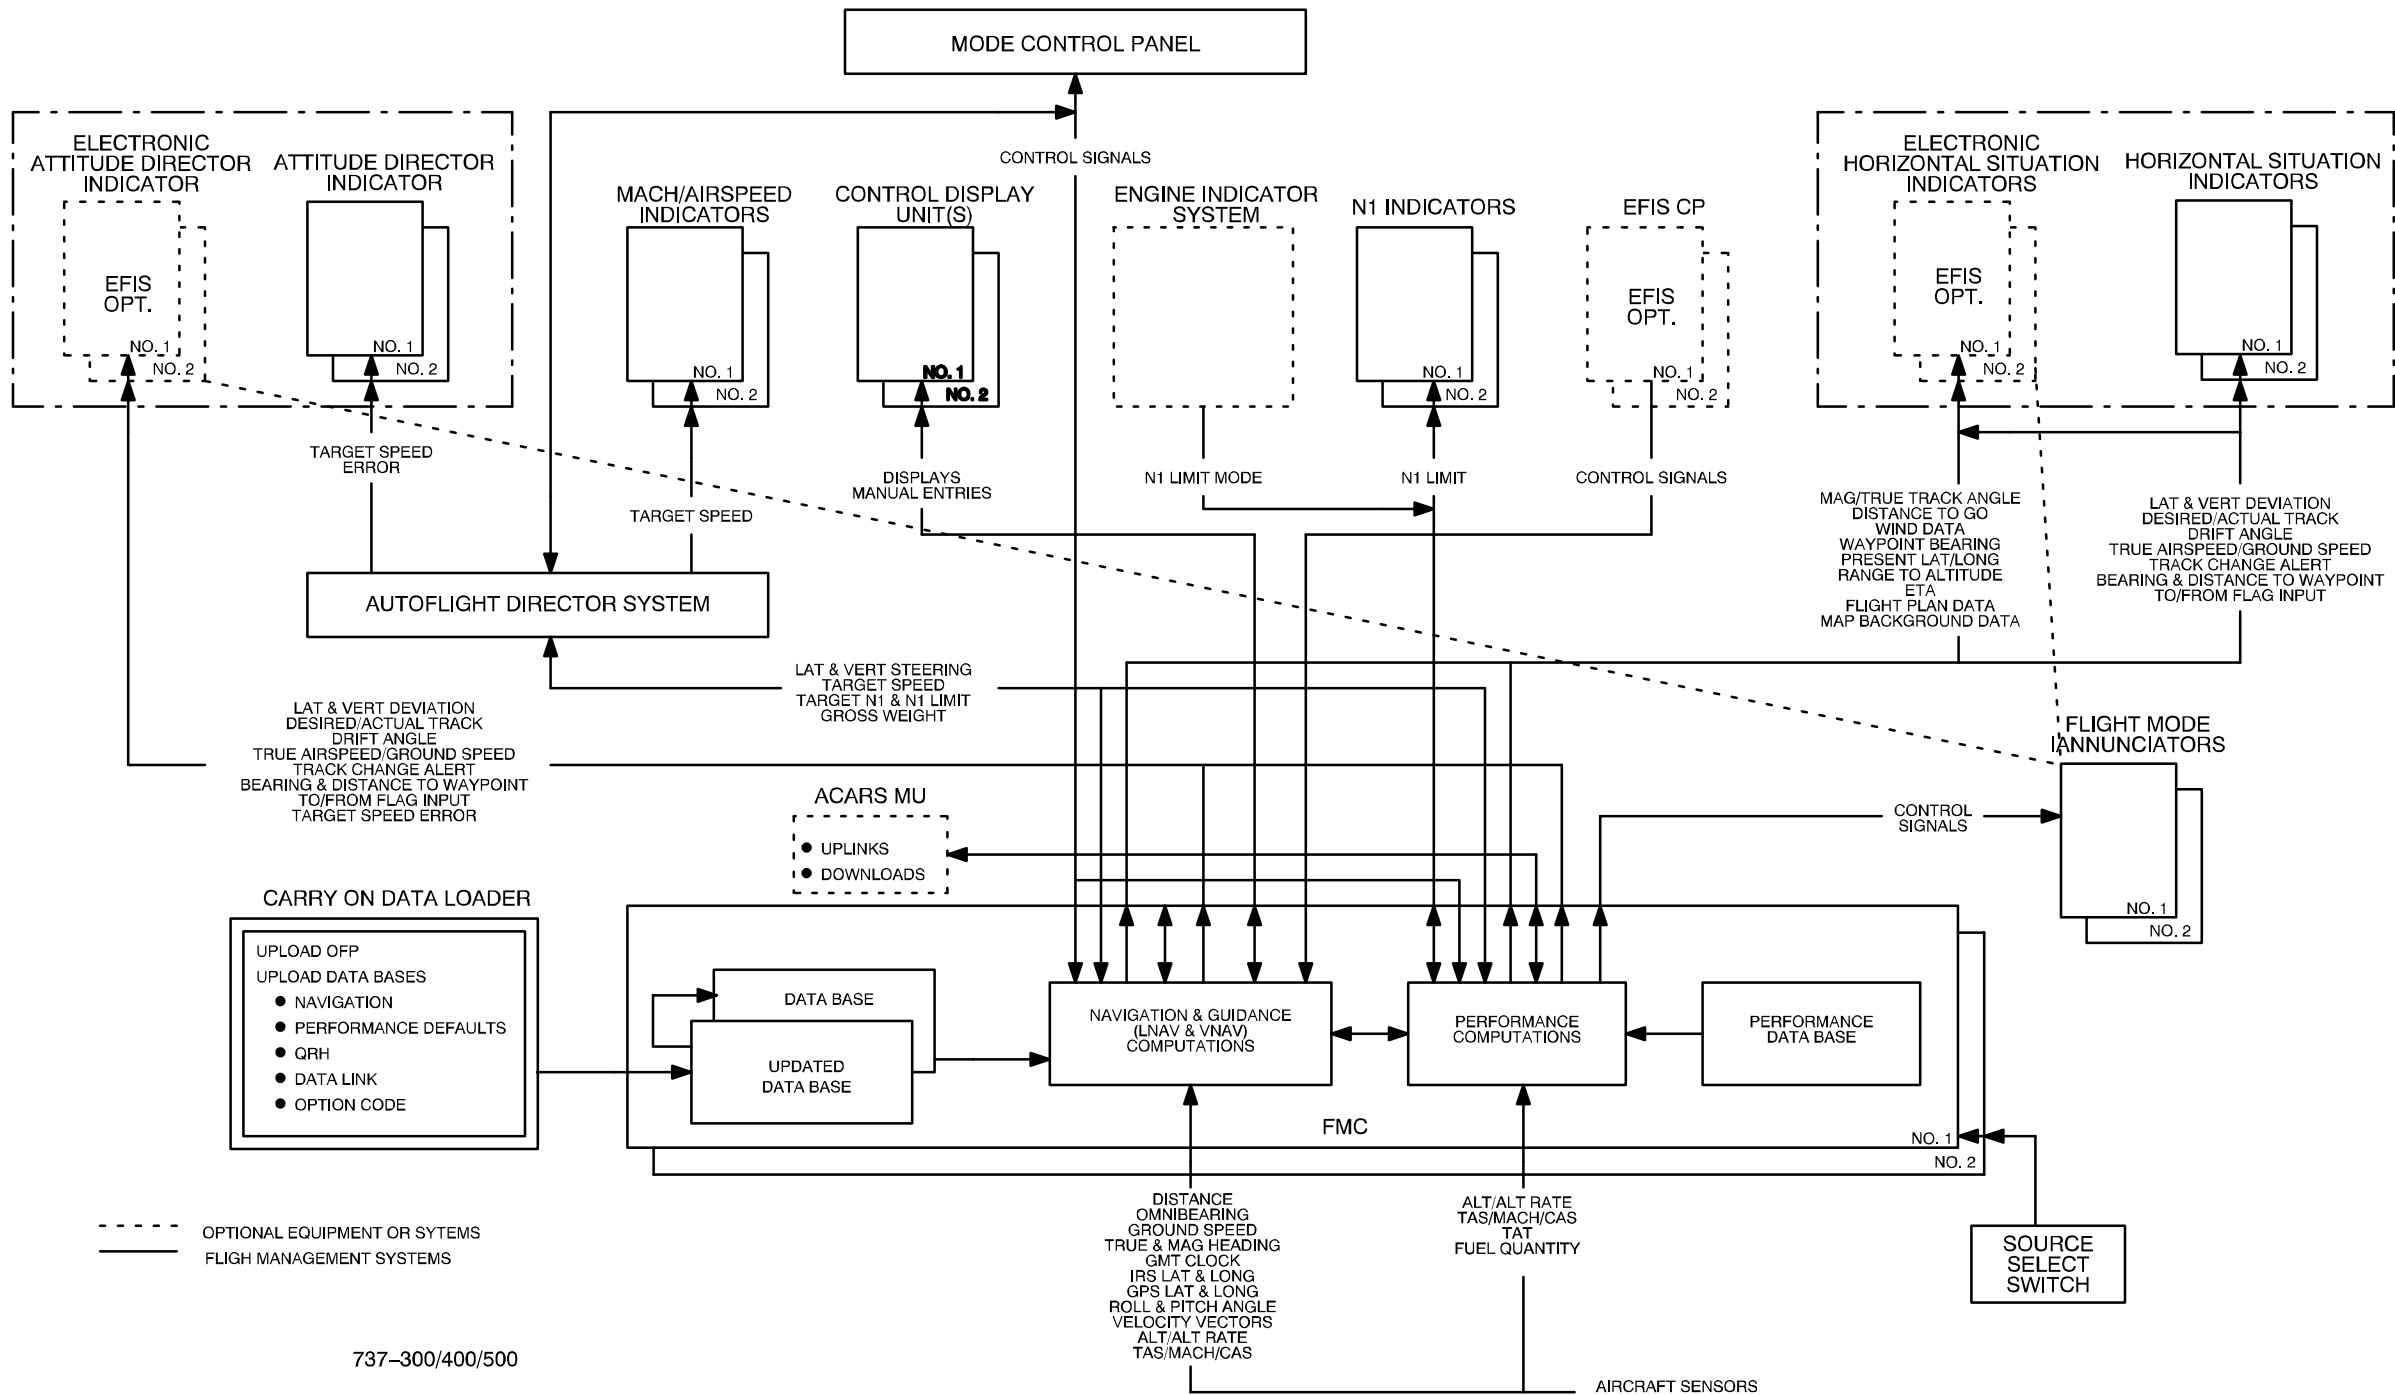 MODE CONTROL PANEL
CONTROL SIGNALS
ELECTRONIC
ATTITUDE DIRECTOR
INDICATOR
EFIS
OPT.
NO. 1
NO. 2
ATTITUDE DIRECTOR
INDICATOR
NO. 1
NO. 2
MACH/AIRSPEED
INDICATORS
NO. 1
NO. 2
CONTROL DISPLAY
UNIT(S)
NO. 1
NO. 2
ENGINE INDICATOR
SYSTEM
N1 INDICATORS
NO. 1
NO. 2
EFIS CP
EFIS
OPT.
NO. 1
NO. 2
ELECTRONIC
HORIZONTAL SITUATION
INDICATORS
EFIS
OPT.
NO. 1
NO. 2
HORIZONTAL SITUATION
INDICATORS
NO. 1
NO. 2
TARGET SPEED
ERROR
TARGET SPEED
DISPLAYS
MANUAL ENTRIES
N1 LIMIT MODE
N1 LIMIT
CONTROL SIGNALS
MAG/TRUE TRACK ANGLE
DISTANCE TO GO
WIND DATA
WAYPOINT BEARING
PRESENT LAT/LONG
RANGE TO ALTITUDE
ETA
FLIGHT PLAN DATA
MAP BACKGROUND DATA
LAT & VERT DEVIATION
DESIRED/ACTUAL TRACK
DRIFT ANGLE
TRUE AIRSPEED/GROUND SPEED
TRACK CHANGE ALERT
BEARING & DISTANCE TO WAYPOINT
TO/FROM FLAG INPUT
AUTOFLIGHT DIRECTOR SYSTEM
LAT & VERT STEERING
TARGET SPEED
TARGET N1 & N1 LIMIT
GROSS WEIGHT
LAT & VERT DEVIATION
DESIRED/ACTUAL TRACK
DRIFT ANGLE
TRUE AIRSPEED/GROUND SPEED
TRACK CHANGE ALERT
BEARING & DISTANCE TO WAYPOINT
TO/FROM FLAG INPUT
TARGET SPEED ERROR
FLIGHT MODE
IANNUNCIATORS
NO. 1
NO. 2
CONTROL
SIGNALS
ACARS MU
● UPLINKS
● DOWNLOADS
CARRY ON DATA LOADER
UPLOAD OFP
UPLOAD DATA BASES
● NAVIGATION
● PERFORMANCE DEFAULTS
● QRH
● DATA LINK
● OPTION CODE
DATA BASE
UPDATED
DATA BASE
NAVIGATION & GUIDANCE
(LNAV & VNAV)
COMPUTATIONS
PERFORMANCE
COMPUTATIONS
PERFORMANCE
DATA BASE
FMC
NO. 1
NO. 2
DISTANCE
OMNIBEARING
GROUND SPEED
TRUE & MAG HEADING
GMT CLOCK
IRS LAT & LONG
GPS LAT & LONG
ROLL & PITCH ANGLE
VELOCITY VECTORS
ALT/ALT RATE
TAS/MACH/CAS
ALT/ALT RATE
TAS/MACH/CAS
TAT
FUEL QUANTITY
SOURCE
SELECT
SWITCH
OPTIONAL EQUIPMENT OR SYTEMS
FLIGH MANAGEMENT SYSTEMS
737–300/400/500
AIRCRAFT SENSORS